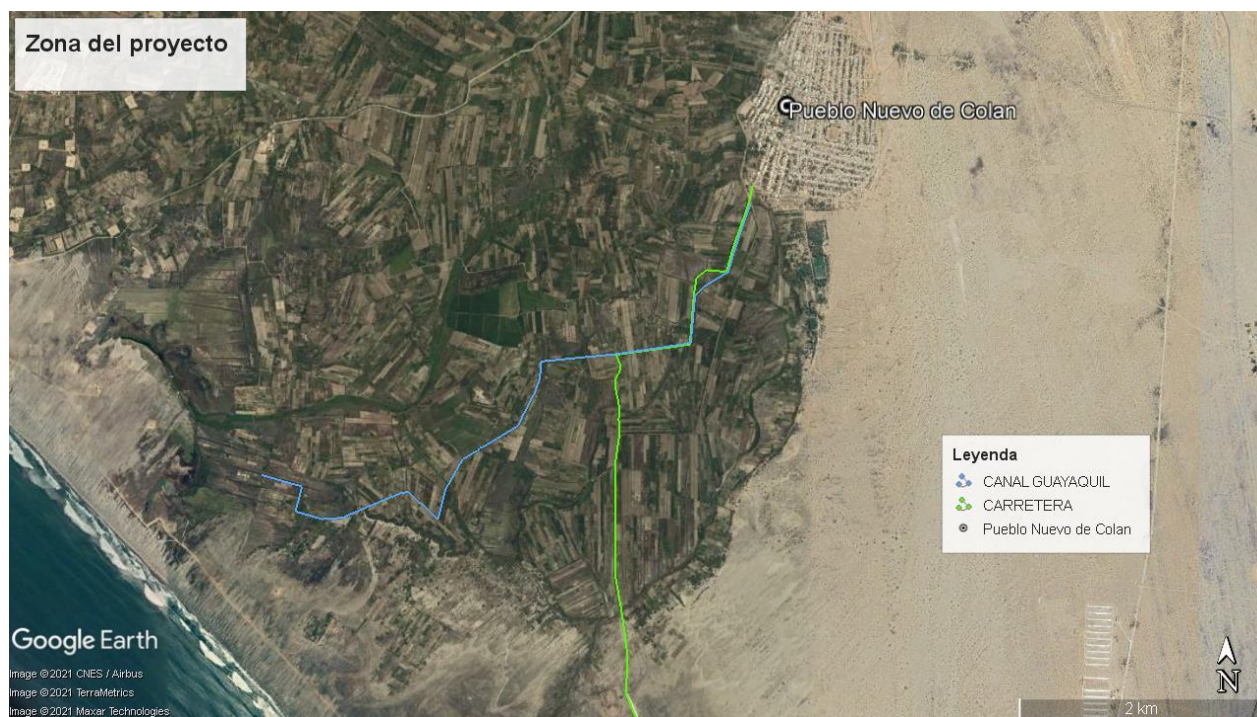 Zona del proyecto
Pueblo Nuevo de Colan
Leyenda
CANAL GUAYAQUIL
CARRETERA
Pueblo Nuevo de Colan
Google Earth
Image © 2021 CNES / Airbus
Image © 2021 TerraMetrics
Image © 2021 Maxar Technologies
N
2 km